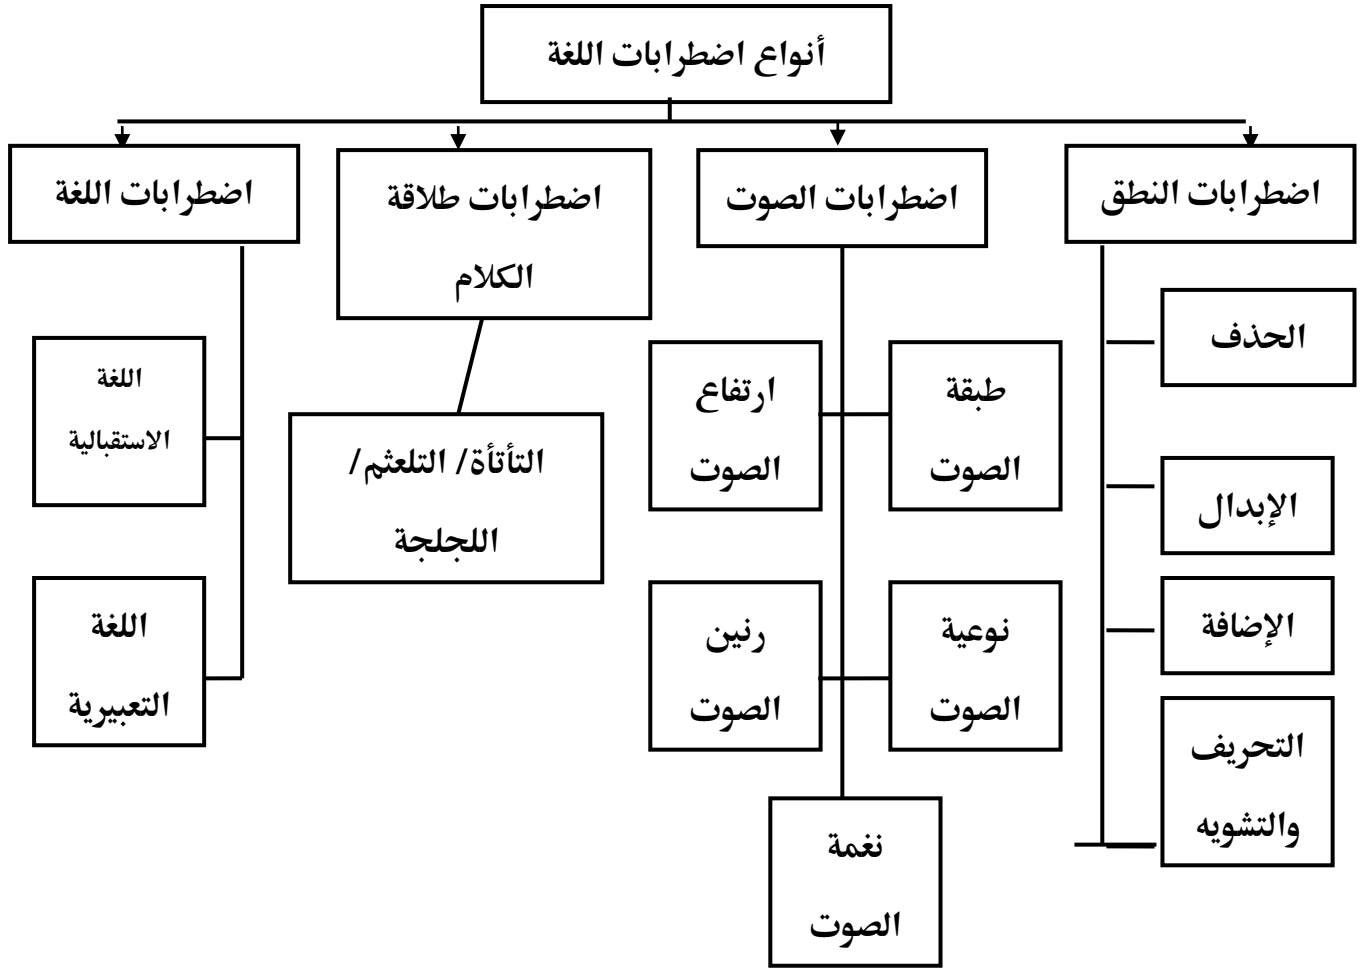 أنواع اضطرابات اللغة
اضطرابات النطق
اضطرابات الصوت
اضطرابات طلاقة
الكلام
اضطرابات اللغة
الحذف
الإبدال
الإضافة
التحريف
والتشويه
طبقة
الصوت
ارتفاع
الصوت
نوعية
الصوت
رنين
الصوت
نغمة
الصوت
التأتأة/ التلعثم/
اللجلجة
اللغة
الاستقبالية
اللغة
التعبيرية